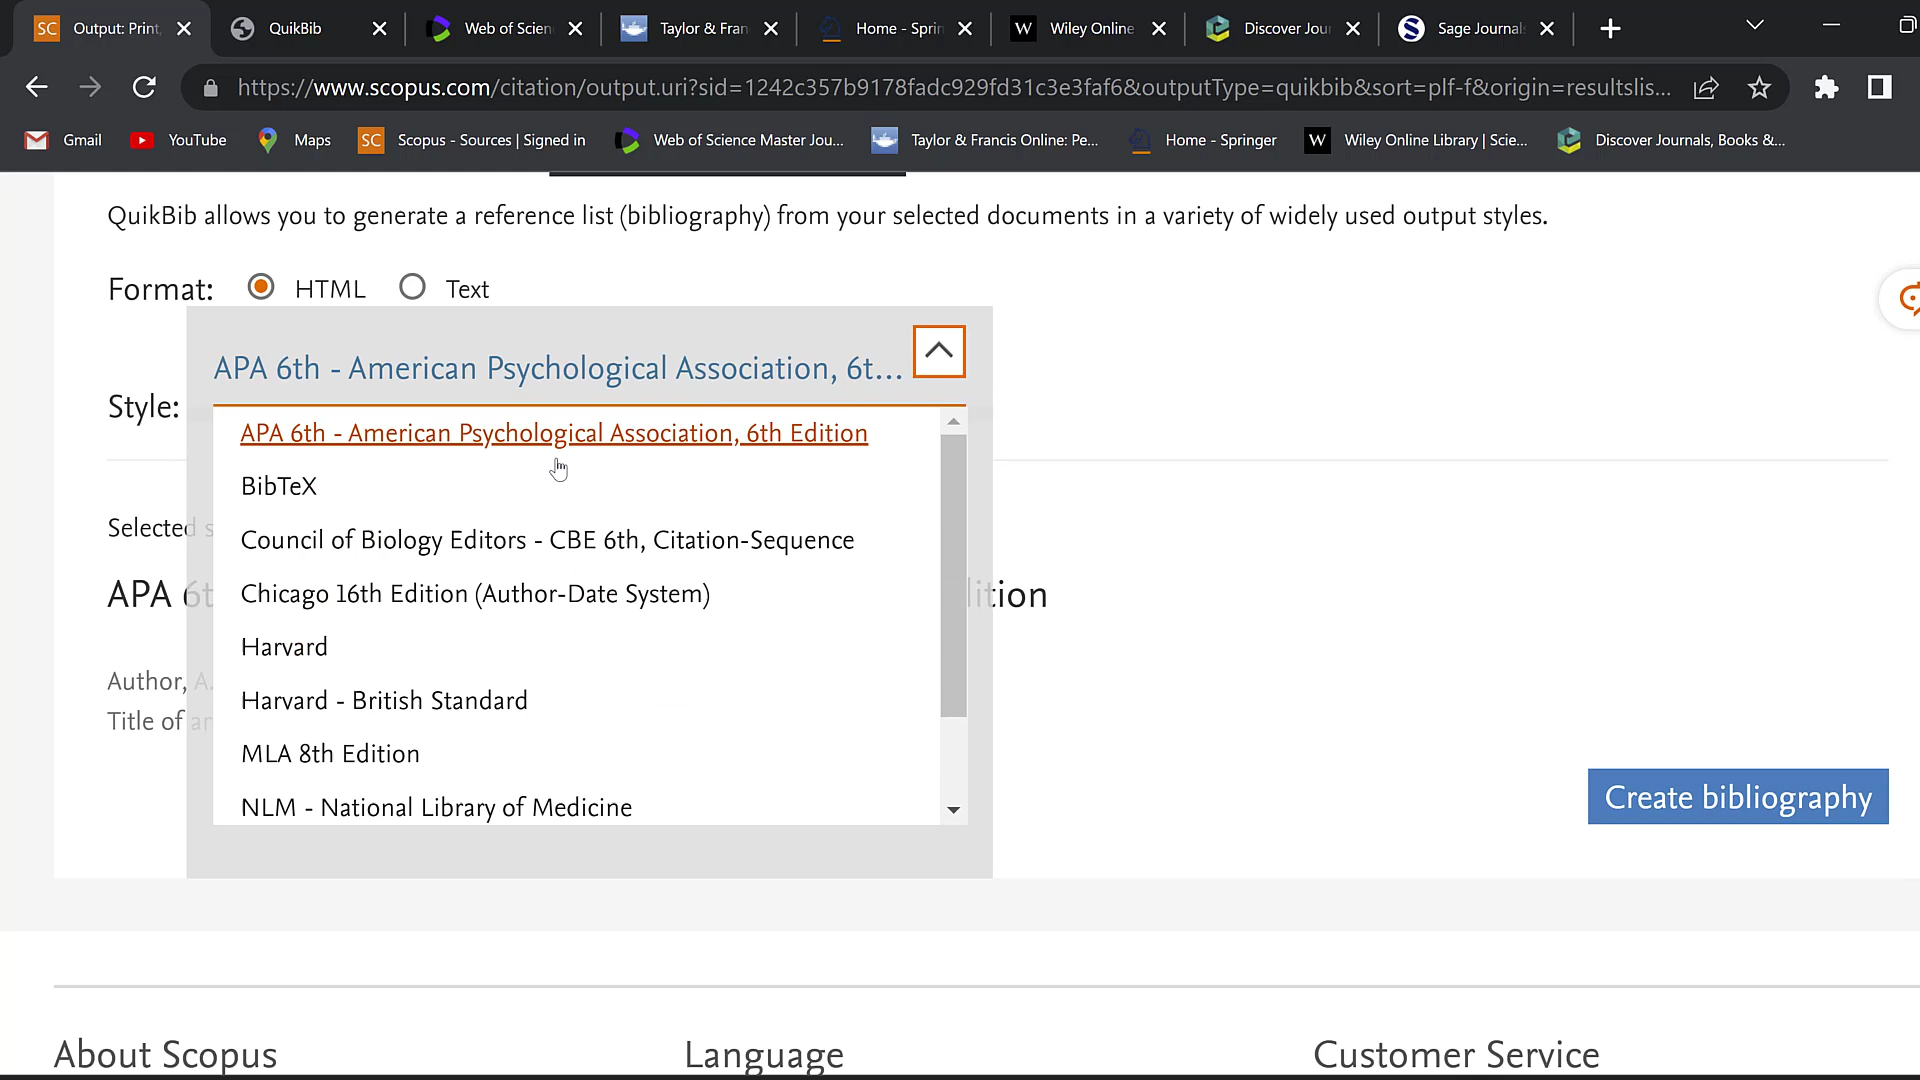 SC Output: Print, QuikBib Web of Scien Taylor & Fran Home - Sprin W Wiley Online Discover Jou Sage Journals
https://www.scopus.com/citation/output.uri?sid=1242c357b9178fadc929fd31c3e3faf6&outputType=quikbib&sort=plf-f&origin=resultslis...
Gmail YouTube Maps SC Scopus - Sources | Signed in Web of Science Master Jou... Taylor & Francis Online: Pe... Home - Springer W Wiley Online Library | Scie... Discover Journals, Books &...
QuikBib allows you to generate a reference list (bibliography) from your selected documents in a variety of widely used output styles.
Format: HTML Text
APA 6th - American Psychological Association, 6t...
Style:
APA 6th - American Psychological Association, 6th Edition
BibTeX
Selected s
Council of Biology Editors - CBE 6th, Citation-Sequence
APA 6t Chicago 16th Edition (Author-Date System) lition
Harvard
Author, A.
Harvard - British Standard
Title of ar
MLA 8th Edition
NLM - National Library of Medicine
Create bibliography
About Scopus Language Customer Service